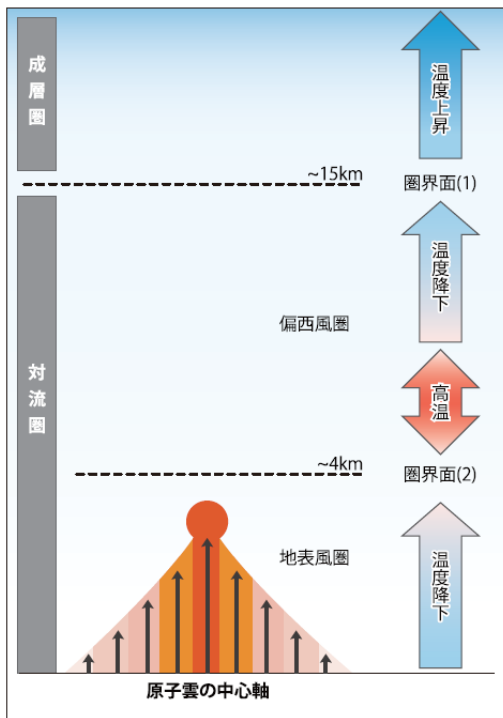 成層圏
温度上昇
~15km
圏界面(1)
温度降下
偏西風圏
対流圏
高温
~4km
圏界面(2)
地表風圏
温度降下
原子雲の中心軸